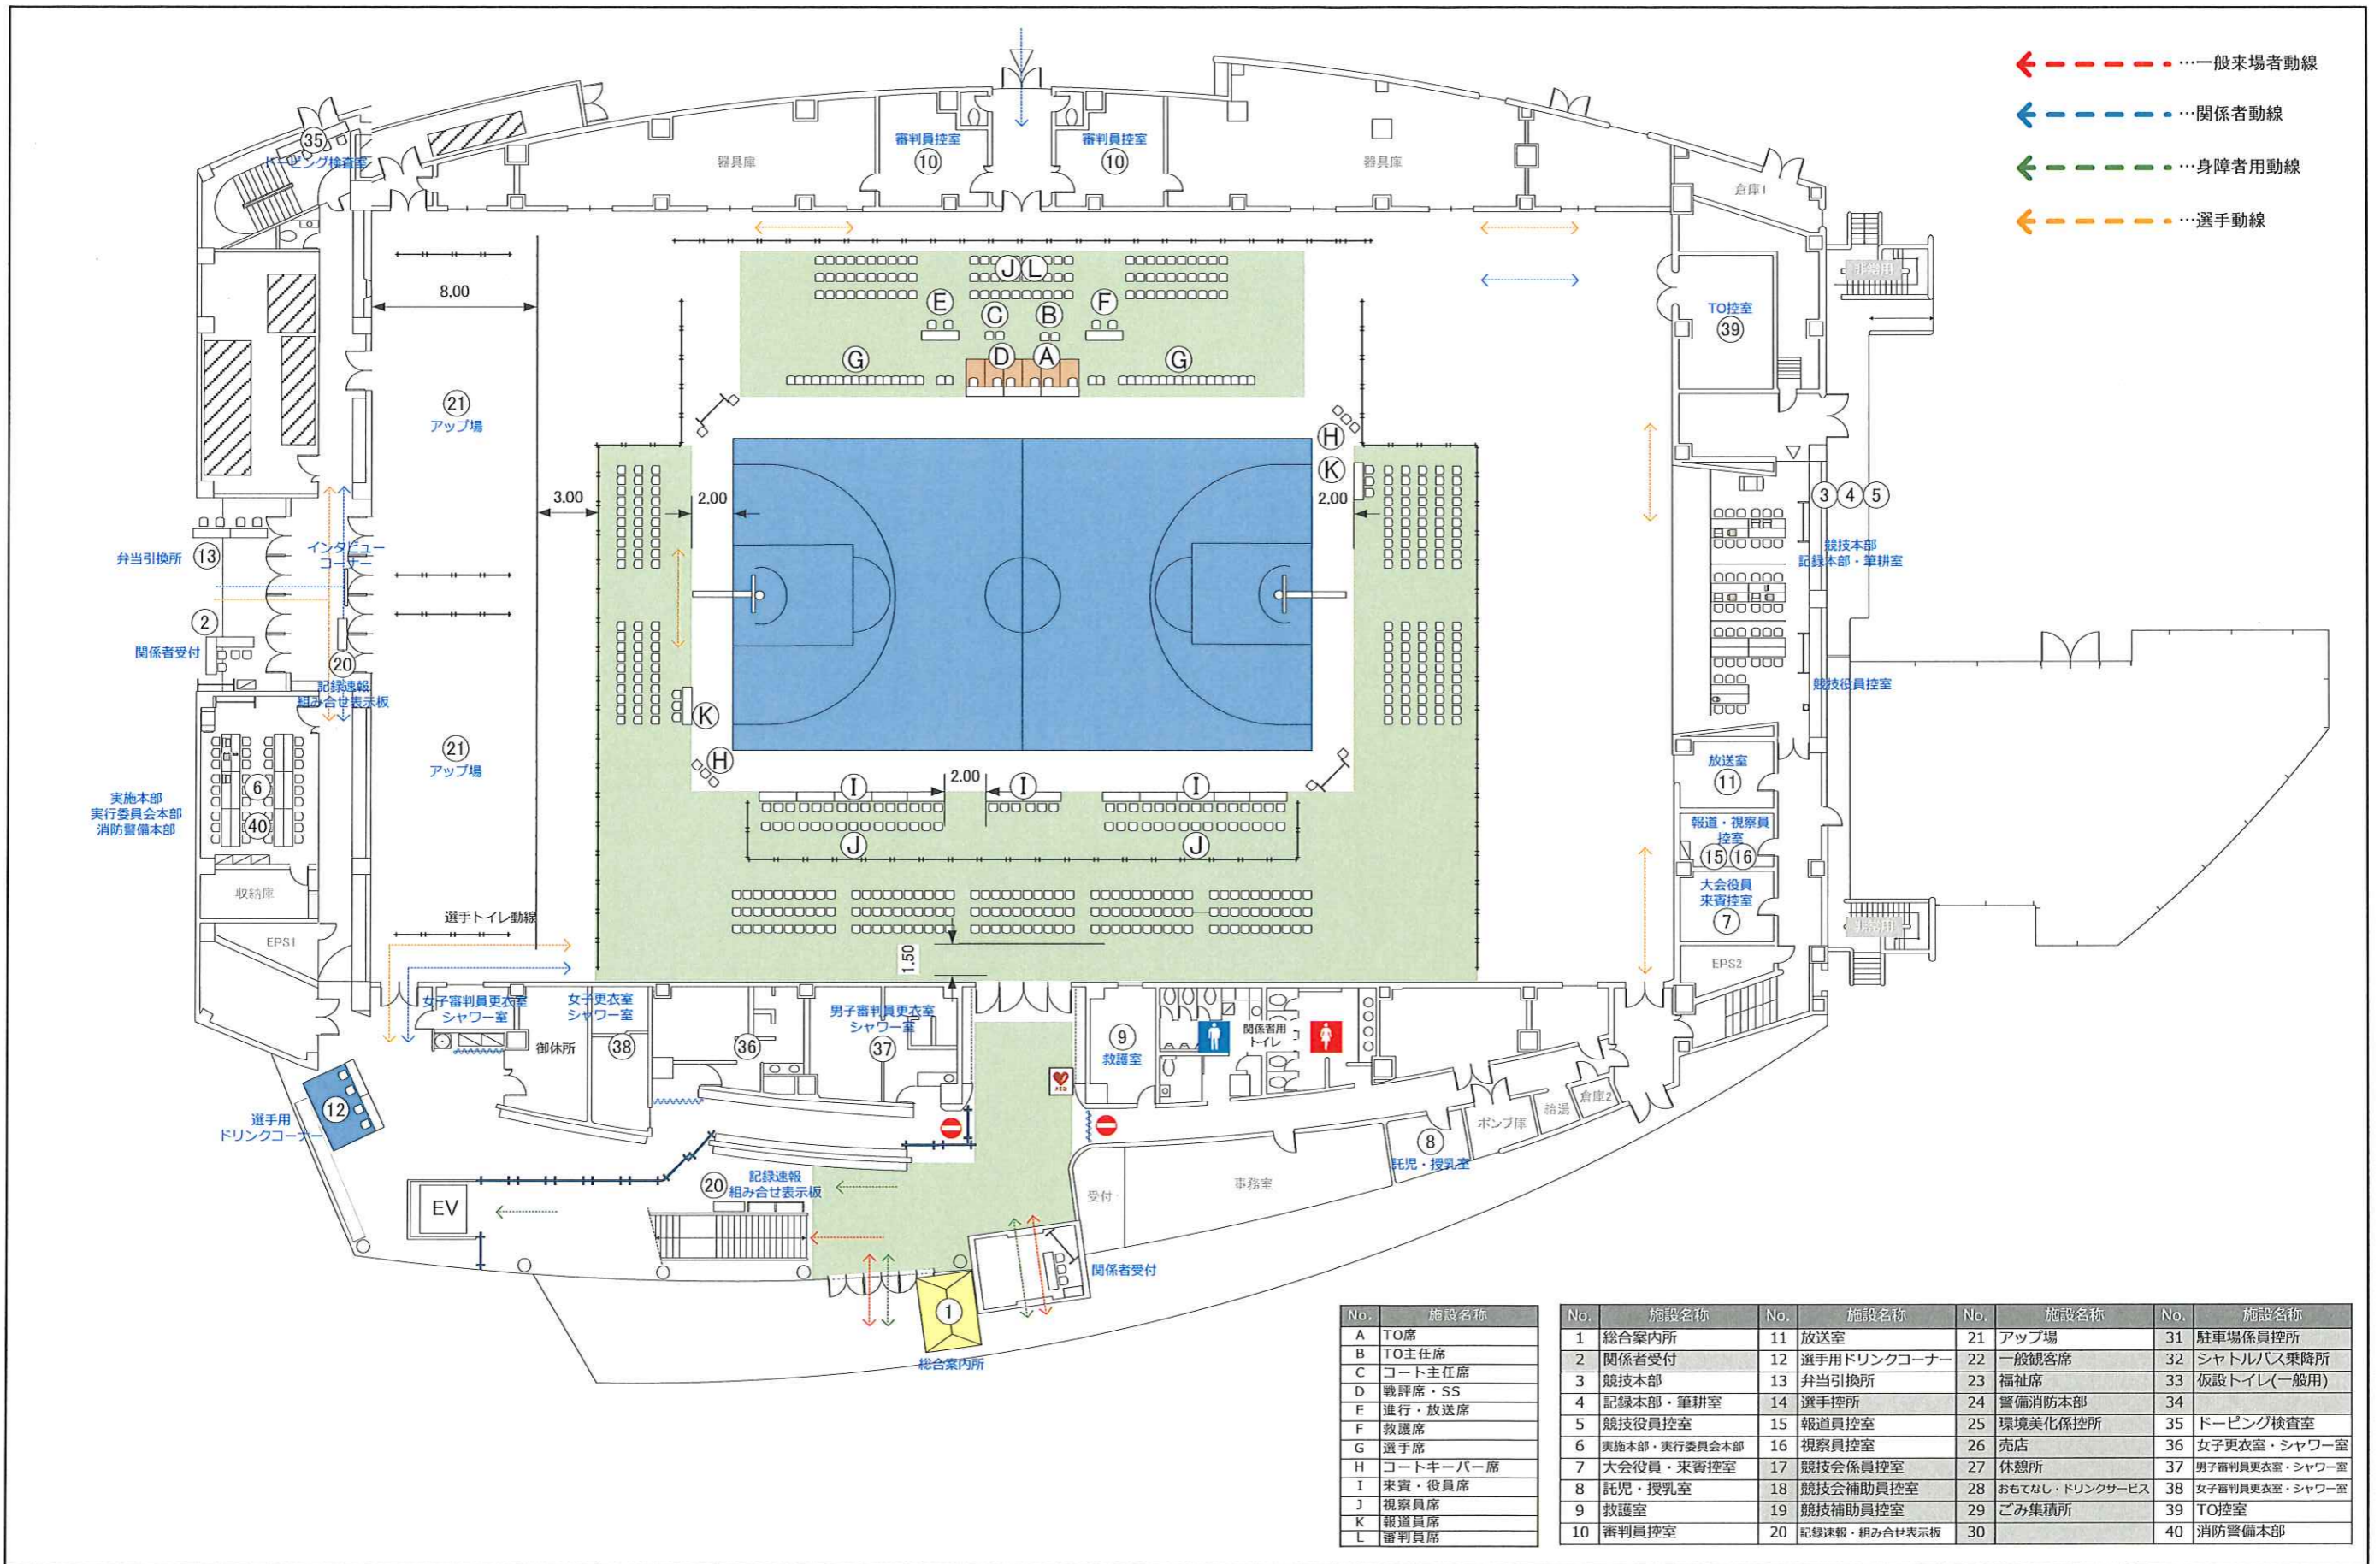 …一般来場者動線
…関係者動線
…身障者用動線
…選手動線
35
ドーピング検査室
器具庫
審判員控室
10
審判員控室
10
器具庫
倉庫1
非常用
TO控室
39
8.00
J L
E
C
B
F
G
D
A
G
21
アップ場
H
K
3.00
2.00
2.00
3 4 5
競技本部
記録本部・筆耕室
弁当引換所
13
インタビュー
コーナー
2
関係者受付
20
記録速報
組み合せ表示板
競技役員控室
K
H
21
アップ場
I
2.00
I
I
J
J
放送室
11
実施本部
実行委員会本部
消防警備本部
6
40
報道・視察員
控室
15 16
大会役員
来賓控室
7
収納庫
EPS1
選手トイレ動線
非常用
EPS2
1.50
女子審判員更衣室
シャワー室
女子更衣室
シャワー室
男子審判員更衣室
シャワー室
御休所
38
36
37
9
救護室
関係者用
トイレ
AED
12
選手用
ドリンクコーナー
8
託児・授乳室
ポンプ庫
給湯
倉庫2
EV
20
記録速報
組み合せ表示板
受付
事務室
関係者受付
1
総合案内所
No. 施設名称
A TO席
B TO主任席
C コート主任席
D 戦評席・SS
E 進行・放送席
F 救護席
G 選手席
H コートキーパー席
I 来賓・役員席
J 視察員席
K 報道員席
L 審判員席
No. 施設名称 No. 施設名称 No. 施設名称 No. 施設名称
1 総合案内所 11 放送室 21 アップ場 31 駐車場係員控所
2 関係者受付 12 選手用ドリンクコーナー 22 一般観客席 32 シャトルバス乗降所
3 競技本部 13 弁当引換所 23 福祉席 33 仮設トイレ(一般用)
4 記録本部・筆耕室 14 選手控所 24 警備消防本部 34
5 競技役員控室 15 報道員控室 25 環境美化係控所 35 ドーピング検査室
6 実施本部・実行委員会本部 16 視察員控室 26 売店 36 女子更衣室・シャワー室
7 大会役員・来賓控室 17 競技会係員控室 27 休憩所 37 男子審判員更衣室・シャワー室
8 託児・授乳室 18 競技会補助員控室 28 おもてなし・ドリンクサービス 38 女子審判員更衣室・シャワー室
9 救護室 19 競技補助員控室 29 ごみ集積所 39 TO控室
10 審判員控室 20 記録速報・組み合せ表示板 30 40 消防警備本部